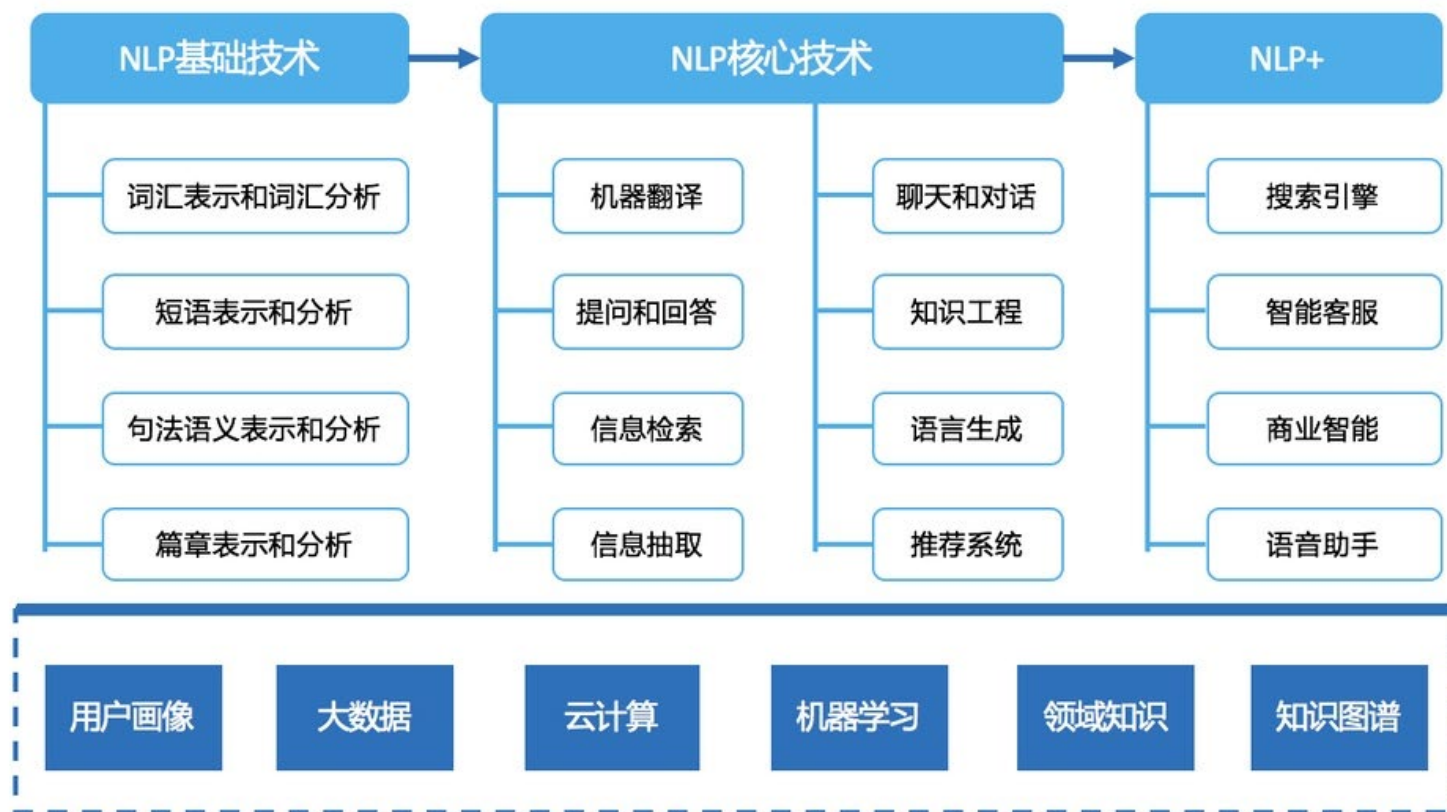 NLP基础技术
NLP核心技术
NLP+
词汇表示和词汇分析
短语表示和分析
句法语义表示和分析
篇章表示和分析
机器翻译
提问和回答
信息检索
信息抽取
聊天和对话
知识工程
语言生成
推荐系统
搜索引擎
智能客服
商业智能
语音助手
用户画像
大数据
云计算
机器学习
领域知识
知识图谱